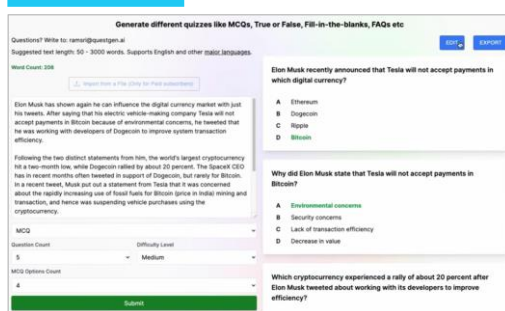 Generate different quizzes like MCQs, True or False, Fill-in-the-blanks, FAQs etc
Questions? Write to: ramsri@questgen.ai
Suggested text length: 50 - 3000 words. Supports English and other major languages.
Word Count: 208
Import from a File (Only for Paid subscribers)
Elon Musk has shown again he can influence the digital currency market with just
his tweets. After saying that his electric vehicle-making company Tesla will not
accept payments in Bitcoin because of environmental concerns, he tweeted that
he was working with developers of Dogecoin to improve system transaction
efficiency.
Following the two distinct statements from him, the world's largest cryptocurrency
hit a two-month low, while Dogecoin rallied by about 20 percent. The SpaceX CEO
has in recent months often tweeted in support of Dogecoin, but rarely for Bitcoin.
In a recent tweet, Musk put out a statement from Tesla that it was concerned
about the rapidly increasing use of fossil fuels for Bitcoin (price in India) mining and
transaction, and hence was suspending vehicle purchases using the
cryptocurrency.
MCQ
Question Count
Difficulty Level
5
Medium
MCQ Options Count
4
Submit
EDIT
EXPORT
Elon Musk recently announced that Tesla will not accept payments in
which digital currency?
A Ethereum
B Dogecoin
C Ripple
D Bitcoin
Why did Elon Musk state that Tesla will not accept payments in
Bitcoin?
A Environmental concerns
B Security concerns
C Lack of transaction efficiency
D Decrease in value
Which cryptocurrency experienced a rally of about 20 percent after
Elon Musk tweeted about working with its developers to improve
efficiency?